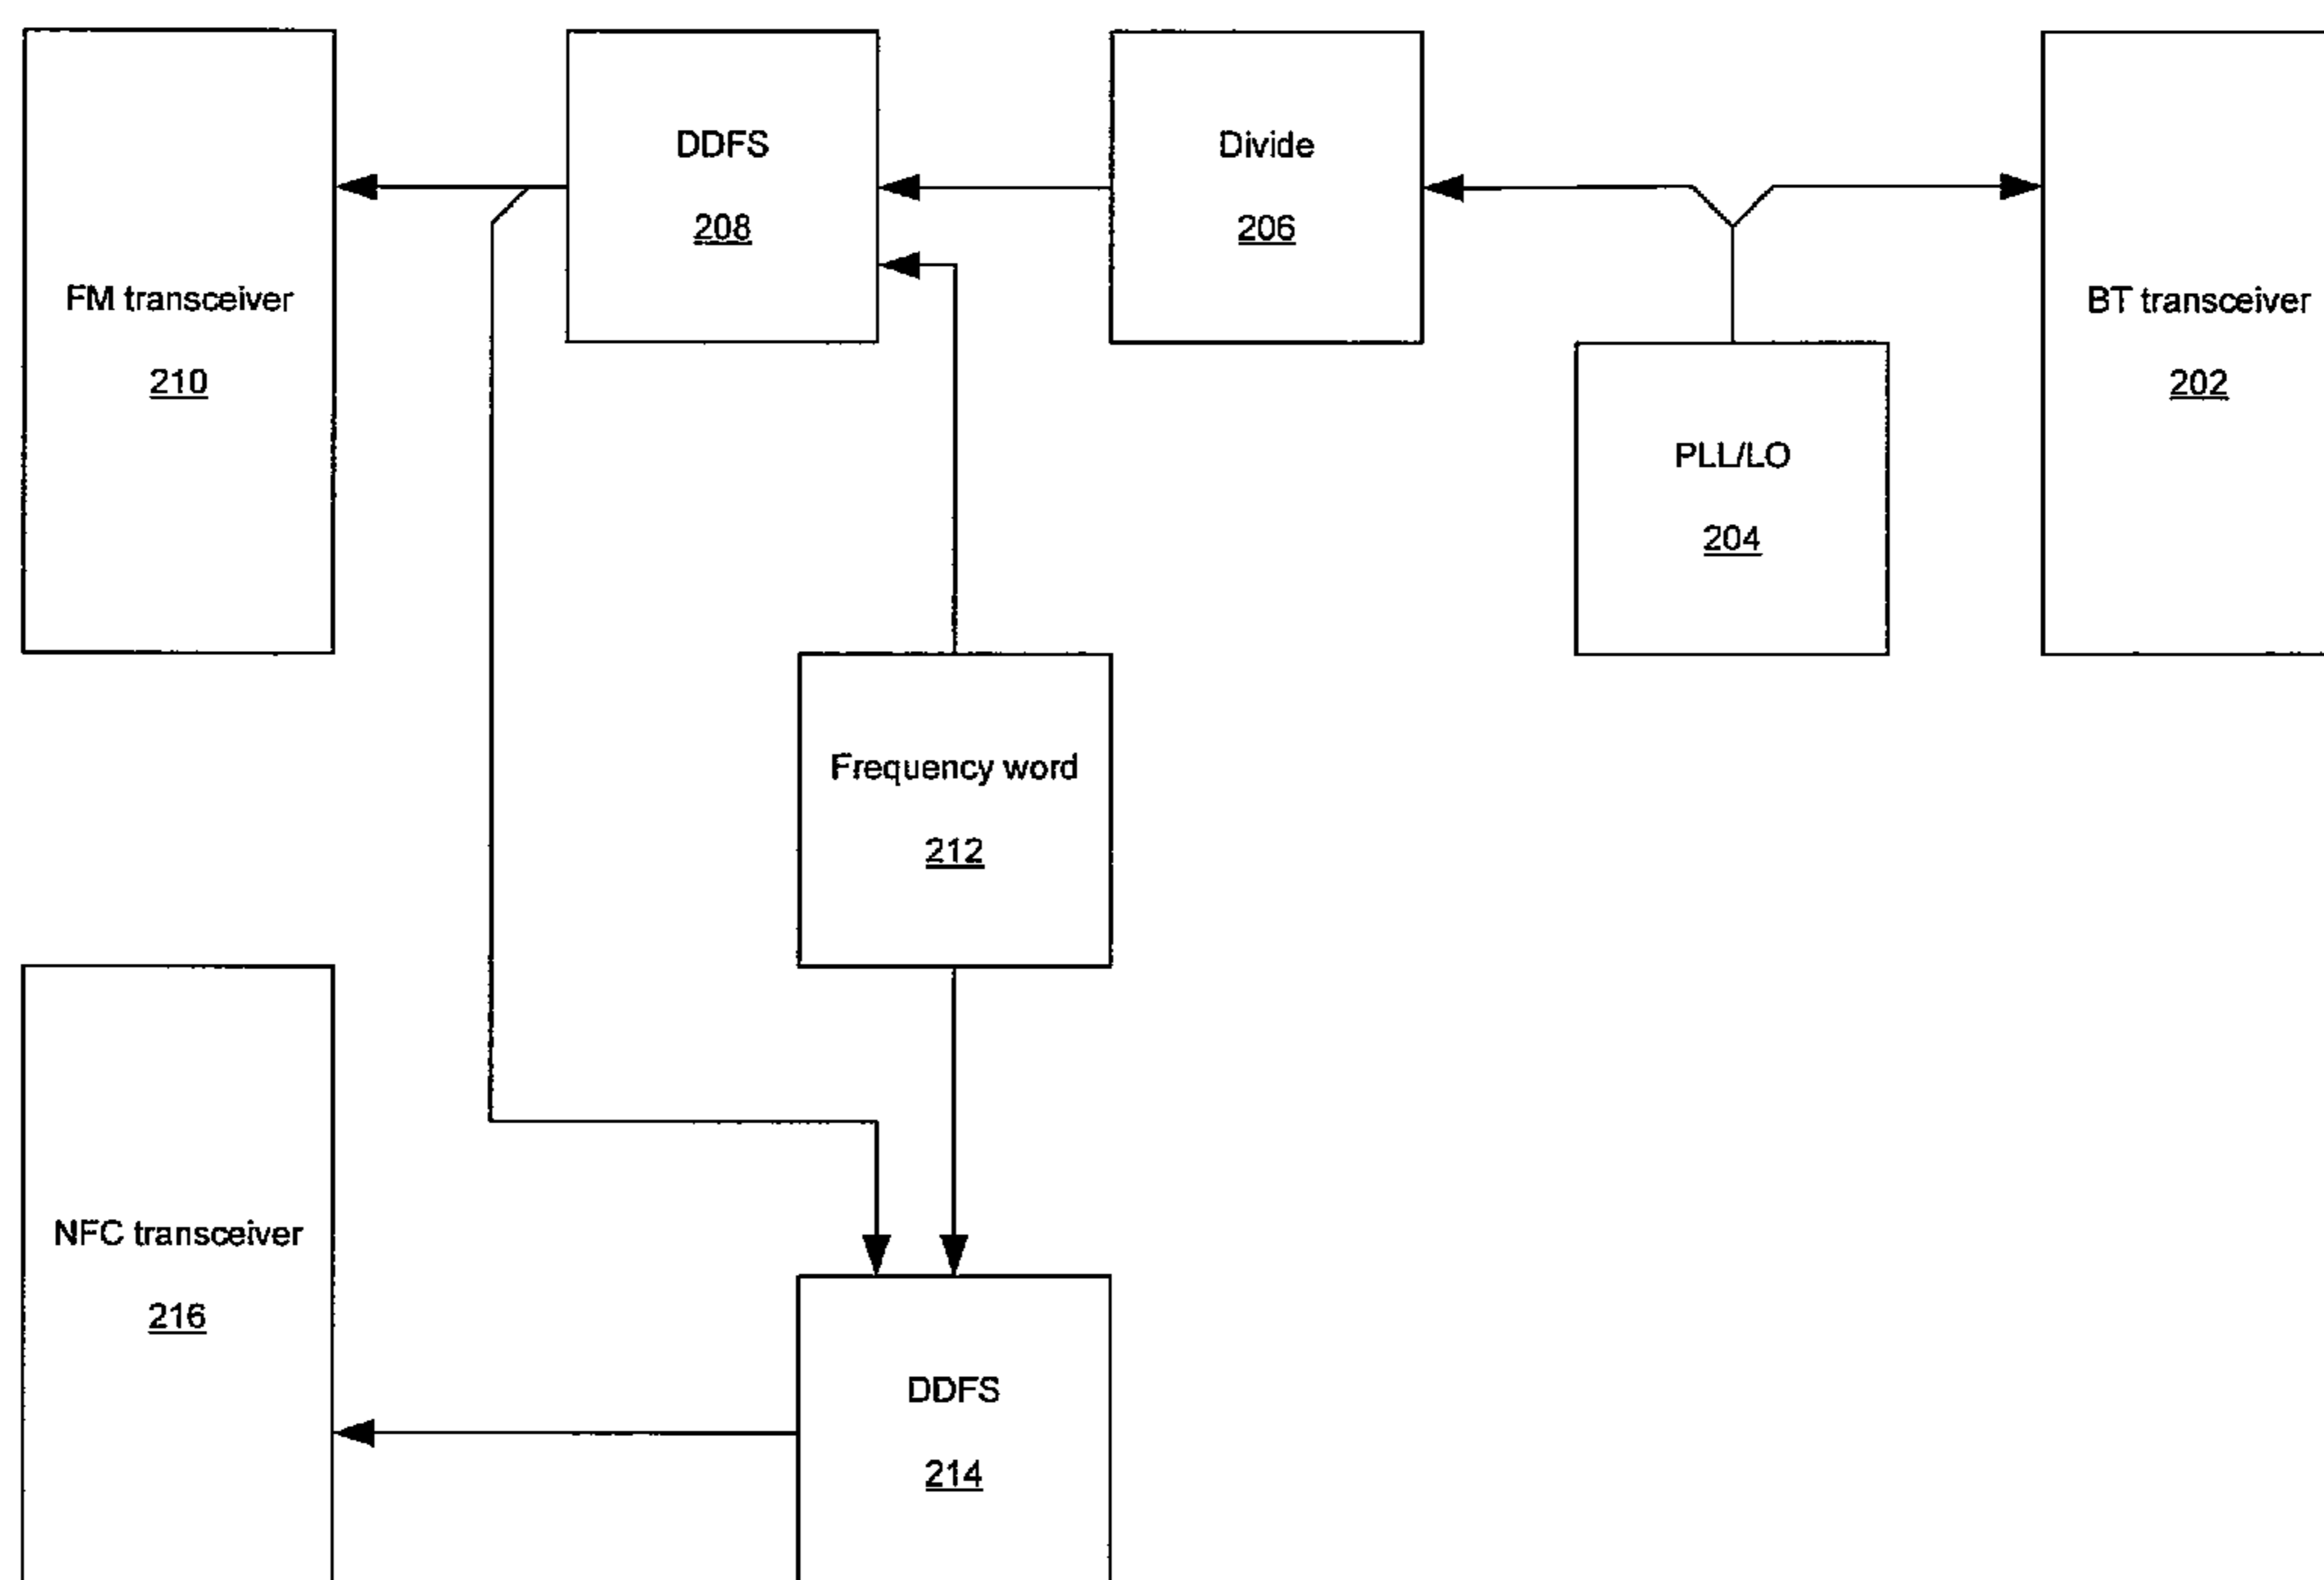 FM transceiver
210
DDFS
208
Divide
206
PLL/LO
204
BT transceiver
202
Frequency word
212
NFC transceiver
216
DDFS
214